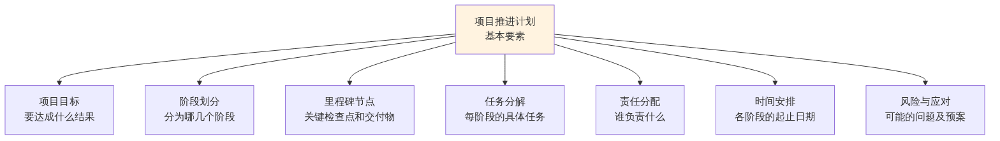 项目推进计划
基本要素
项目目标
要达成什么结果
阶段划分
分为哪几个阶段
里程碑节点
关键检查点和交付物
任务分解
每阶段的具体任务
责任分配
谁负责什么
时间安排
各阶段的起止日期
风险与应对
可能的问题及预案